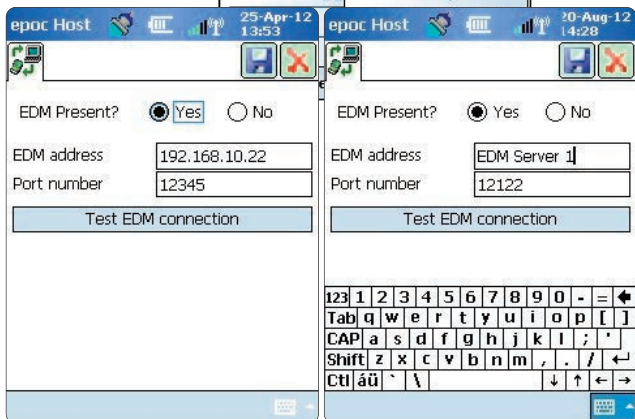 epoc Host
25-Apr-12
13:53
EDM Present?
Yes
No
EDM address
192.168.10.22
Port number
12345
Test EDM connection
epoc Host
20-Aug-12
14:28
EDM Present?
Yes
No
EDM address
EDM Server 1
Port number
12122
Test EDM connection
123 1 2 3 4 5 6 7 8 9 0 - = ←
Tab q w e r t y u i o p [ ]
CAP a s d f g h j k l ; '
Shift z x c v b n m , . / ↵
Ctl áü ` \ ↓ ↑ ← →